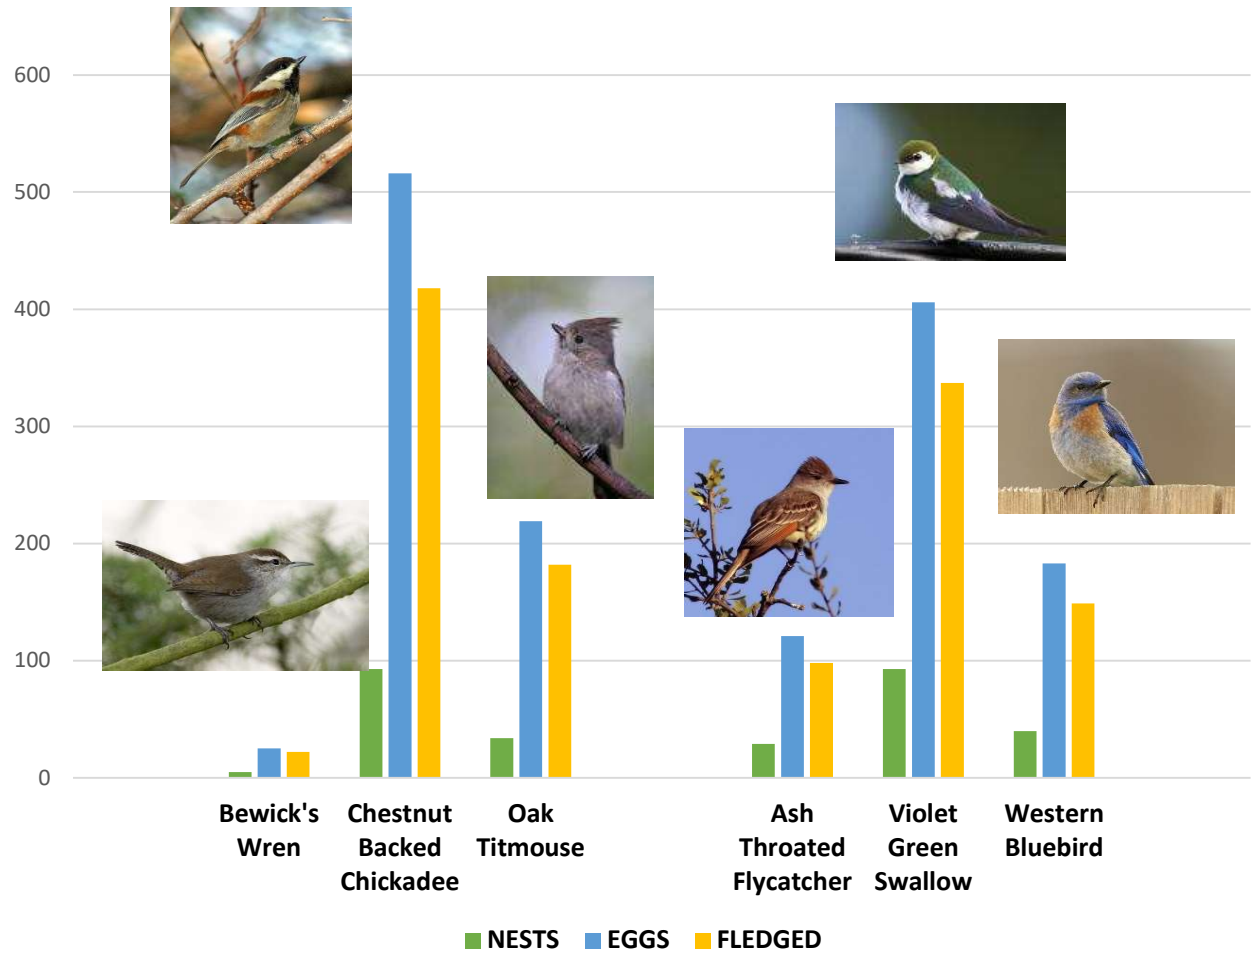 600
500
400
300
200
100
0
Bewick's
Wren
Chestnut
Backed
Chickadee
Oak
Titmouse
Ash
Throated
Flycatcher
Violet
Green
Swallow
Western
Bluebird
NESTS EGGS FLEDGED